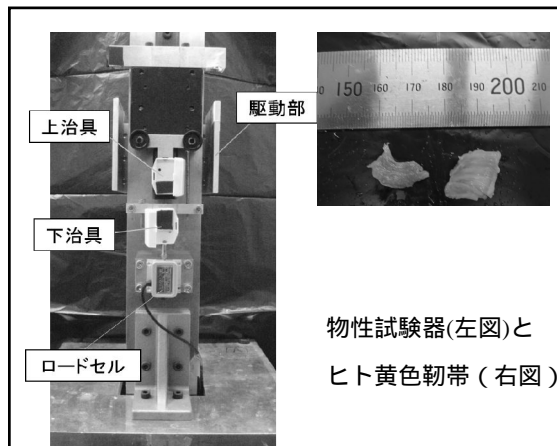 上治具
駆動部
下治具
ロードセル
150 160 170 180 190 200 210
物性試験器(左図)と
ヒト黄色靭帯（右図）